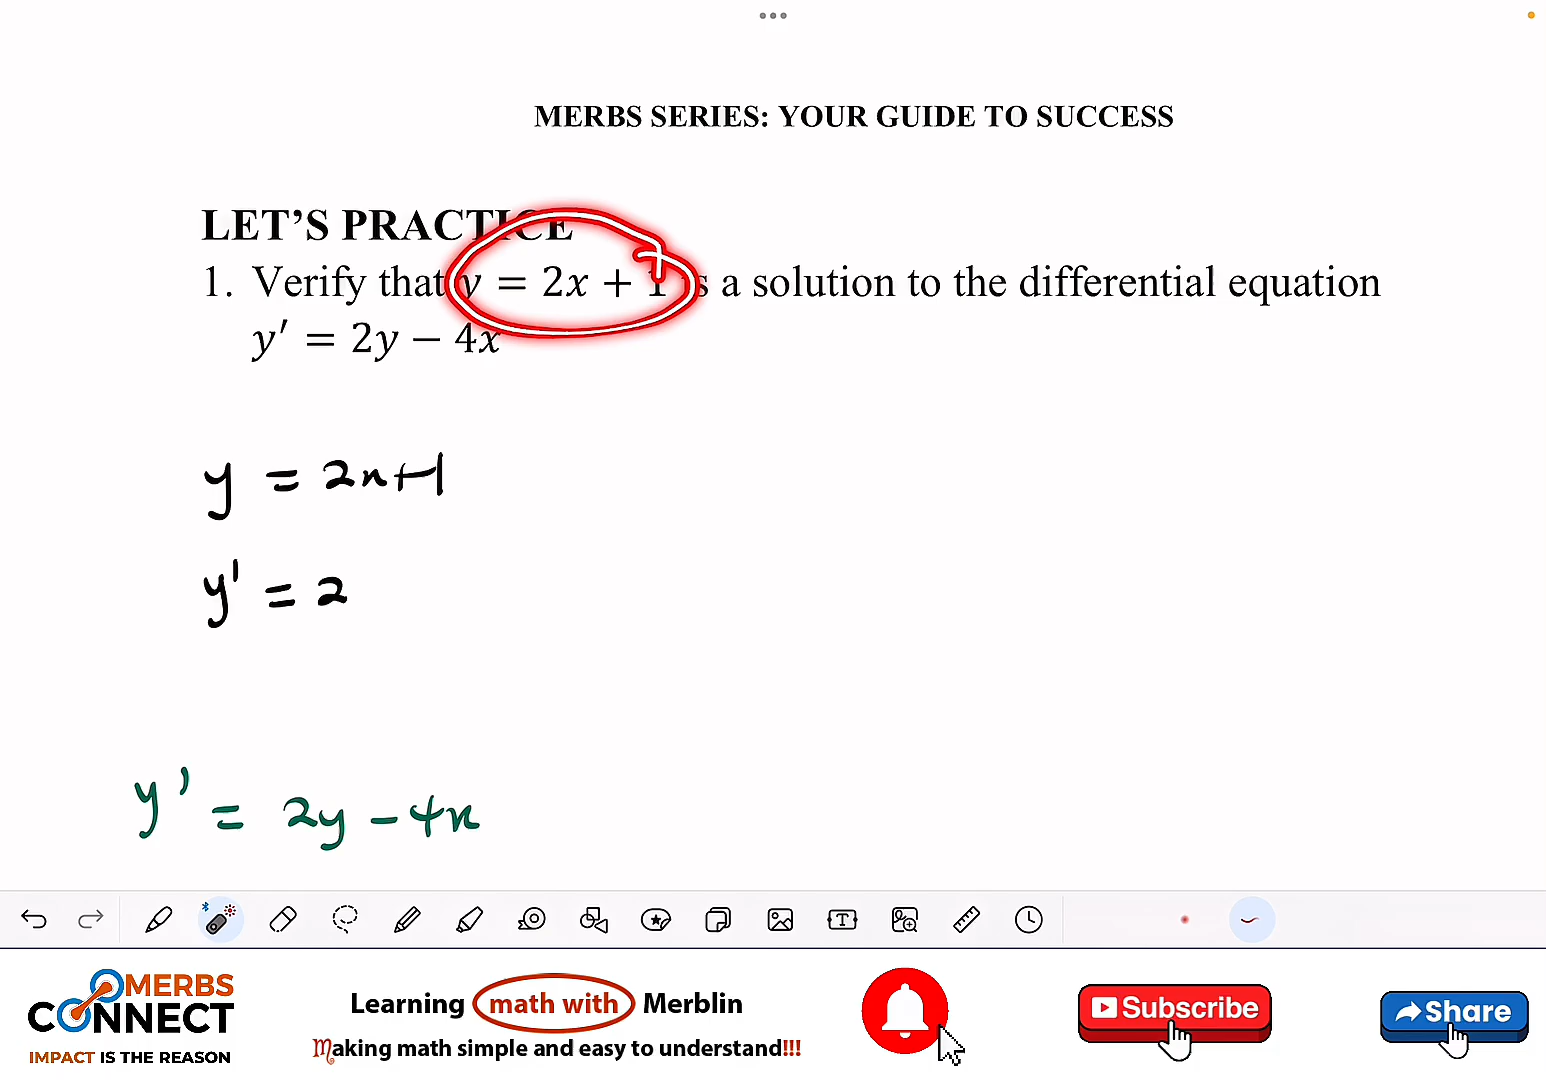 MERBS SERIES: YOUR GUIDE TO SUCCESS
LET'S PRACTICE
1. Verify that y = 2x + 1 is a solution to the differential equation
y′ = 2y − 4x
y = 2x+1
y' = 2
y' = 2y - 4x
MERBS
CONNECT
IMPACT IS THE REASON
Learning math with Merblin
Making math simple and easy to understand!!!
Subscribe
Share